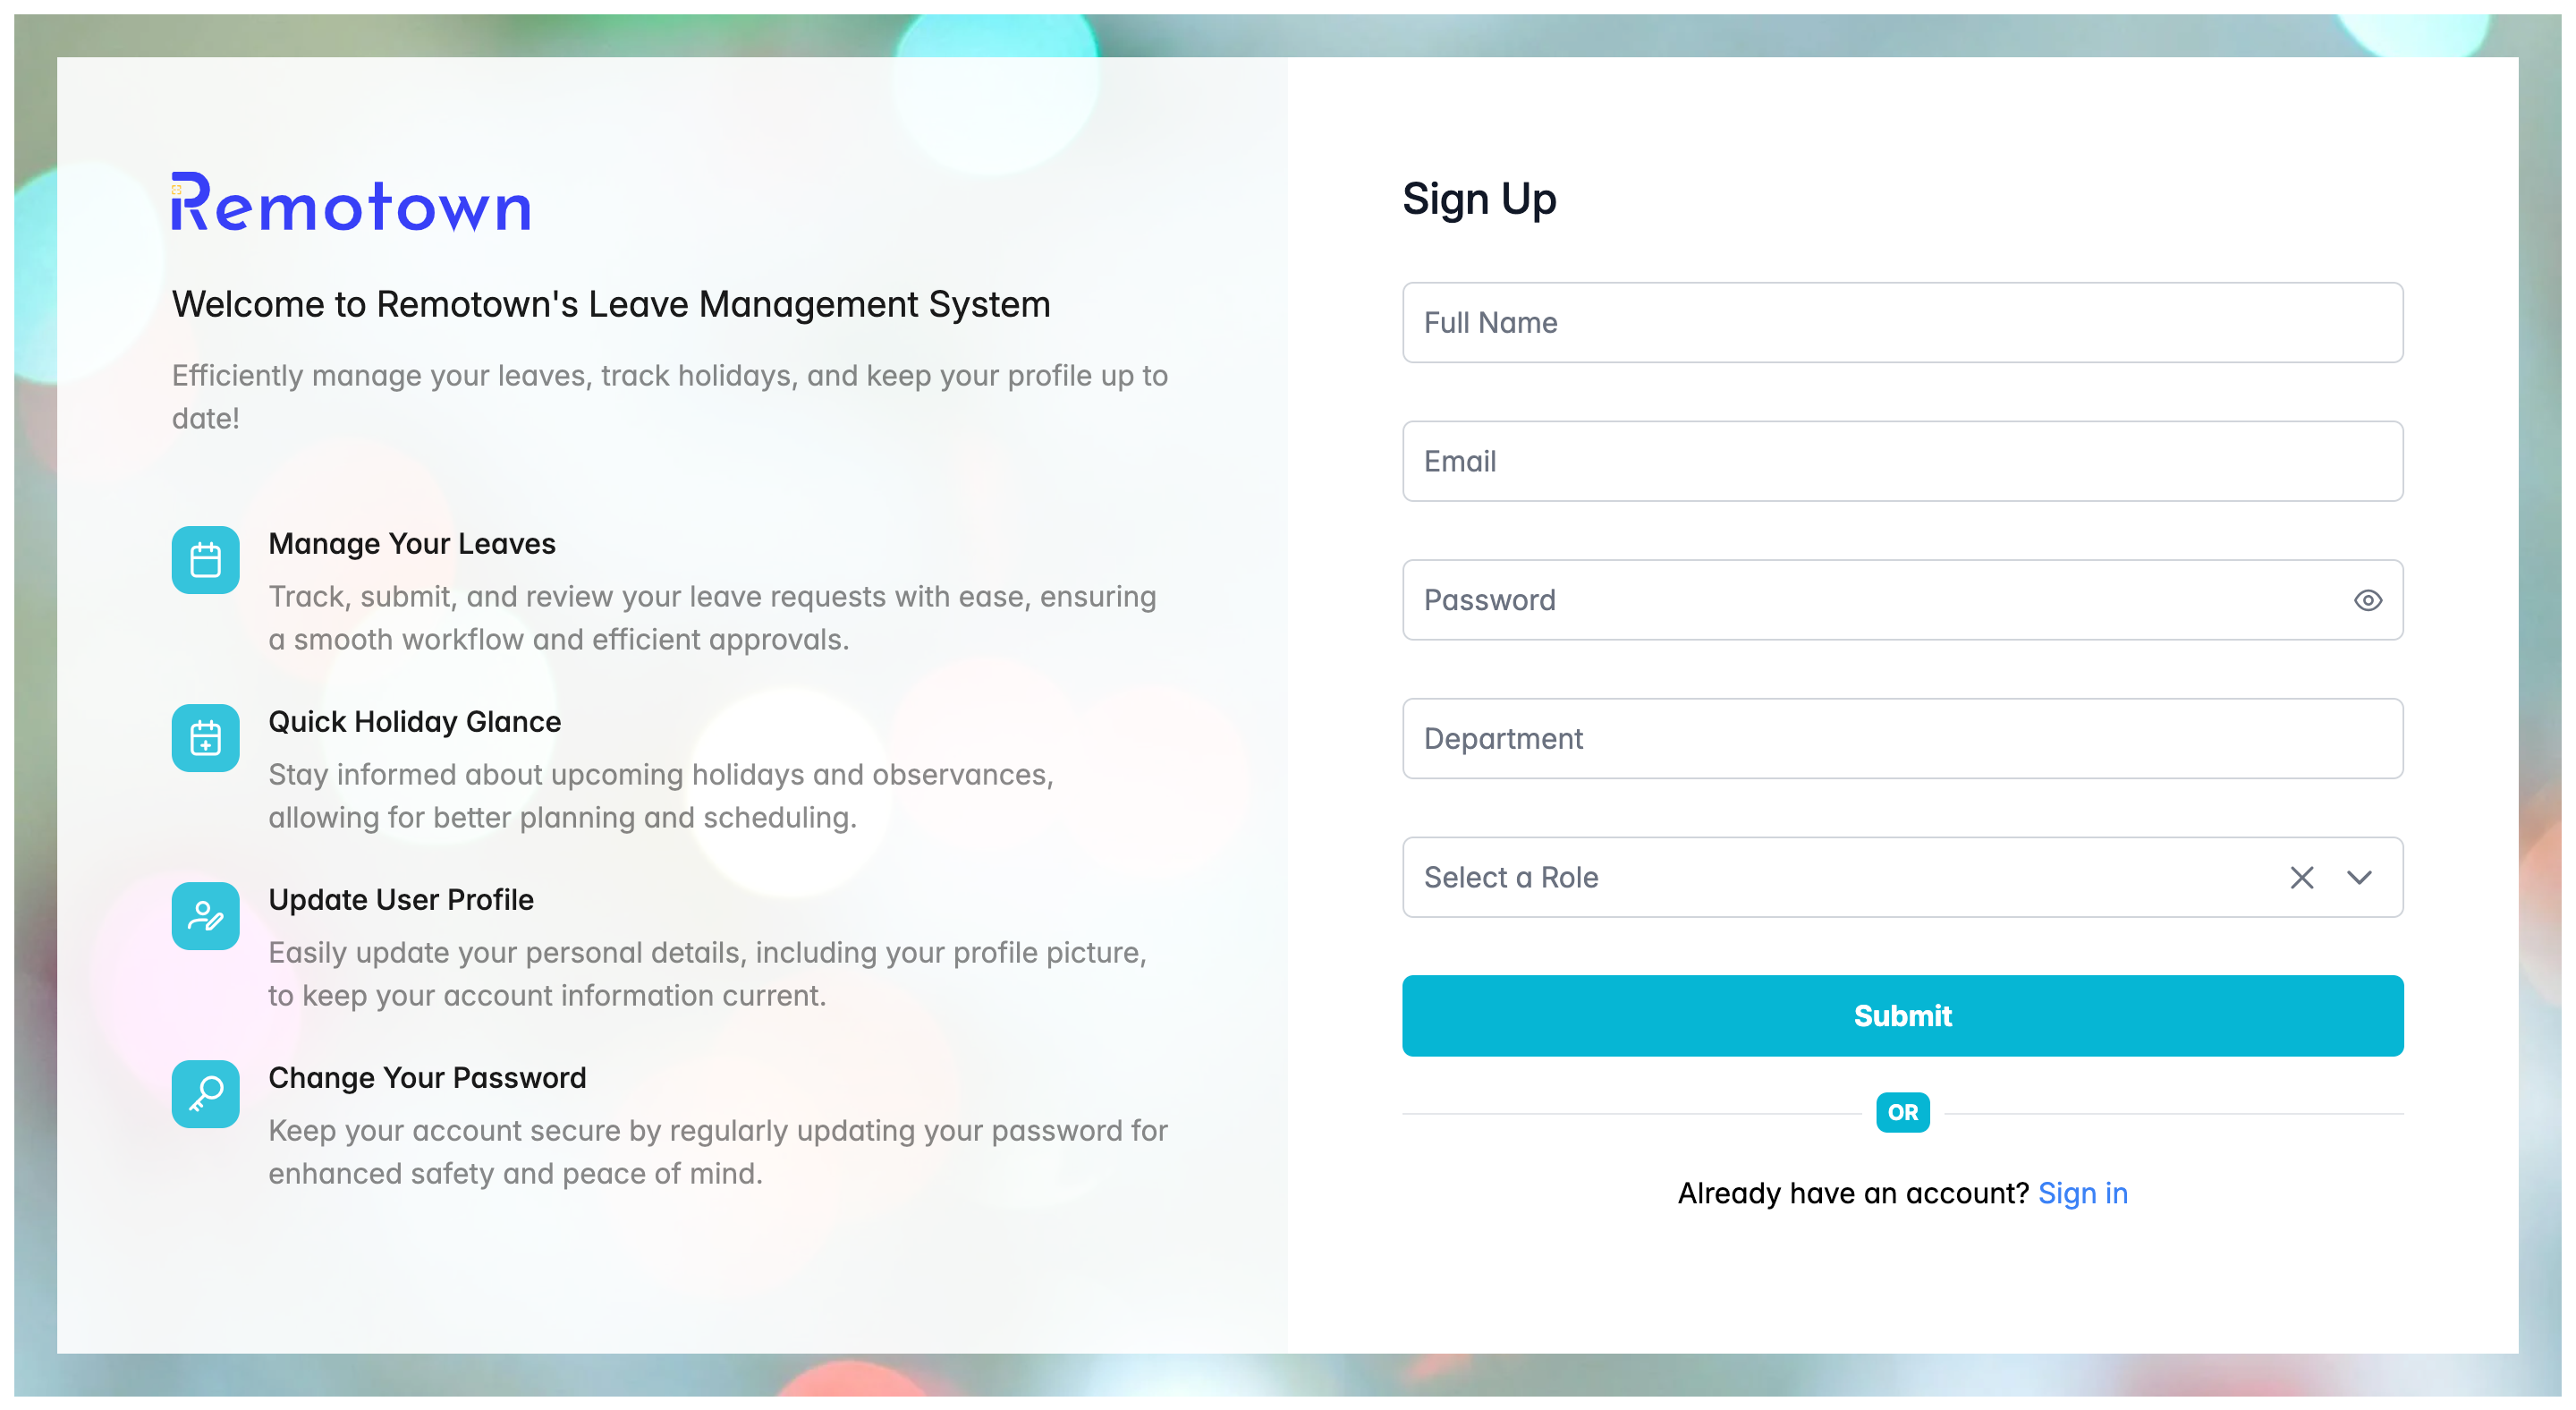 Remotown
Welcome to Remotown's Leave Management System
Efficiently manage your leaves, track holidays, and keep your profile up to
date!
Manage Your Leaves
Track, submit, and review your leave requests with ease, ensuring
a smooth workflow and efficient approvals.
Quick Holiday Glance
Stay informed about upcoming holidays and observances,
allowing for better planning and scheduling.
Update User Profile
Easily update your personal details, including your profile picture,
to keep your account information current.
Change Your Password
Keep your account secure by regularly updating your password for
enhanced safety and peace of mind.
Sign Up
Full Name
Email
Password
Department
Select a Role
Submit
OR
Already have an account? Sign in